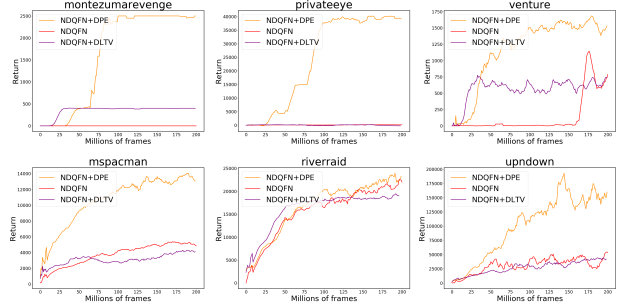 montezumarevenge
NDQFN+DPE
NDQFN
NDQFN+DLTV
Return
2500
2000
1500
1000
500
0
0 25 50 75 100 125 150 175 200
Millions of frames
privateeye
NDQFN+DPE
NDQFN
NDQFN+DLTV
Return
40000
35000
30000
25000
20000
15000
10000
5000
0
0 25 50 75 100 125 150 175 200
Millions of frames
venture
NDQFN+DPE
NDQFN
NDQFN+DLTV
Return
1750
1500
1250
1000
750
500
250
0
0 25 50 75 100 125 150 175 200
Millions of frames
mspacman
NDQFN+DPE
NDQFN
NDQFN+DLTV
Return
14000
12000
10000
8000
6000
4000
2000
0
0 25 50 75 100 125 150 175 200
Millions of frames
riverraid
NDQFN+DPE
NDQFN
NDQFN+DLTV
Return
25000
20000
15000
10000
5000
0
0 25 50 75 100 125 150 175 200
Millions of frames
upndown
NDQFN+DPE
NDQFN
NDQFN+DLTV
Return
200000
175000
150000
125000
100000
75000
50000
25000
0
0 25 50 75 100 125 150 175 200
Millions of frames